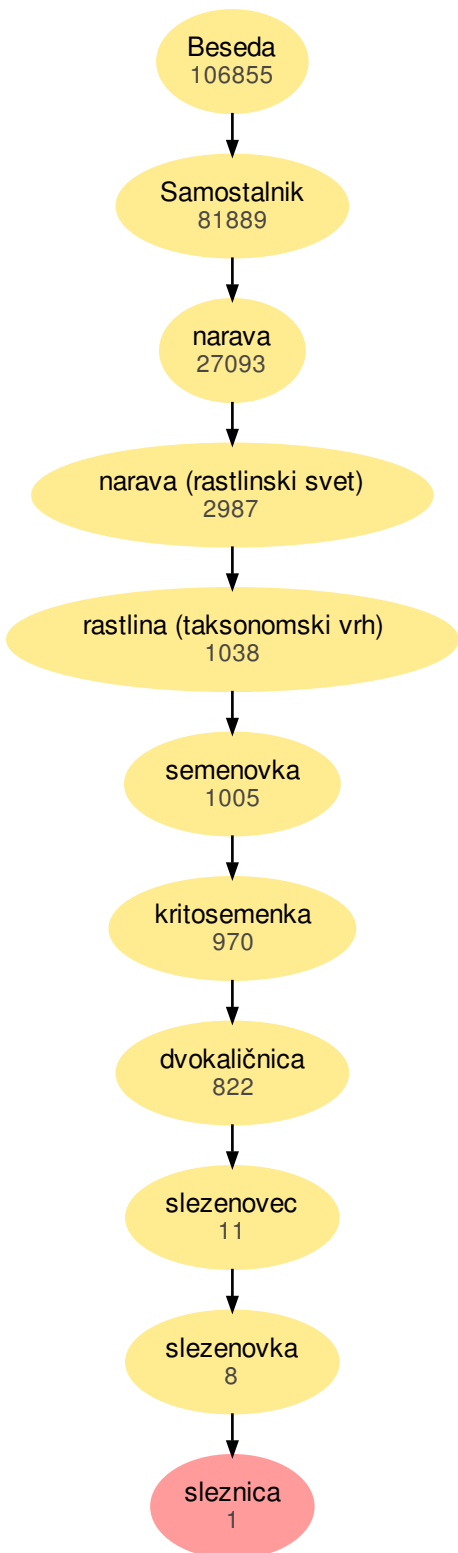 Beseda
106855
Samostalnik
81889
narava
27093
narava (rastlinski svet)
2987
rastlina (taksonomski vrh)
1038
semenovka
1005
kritosemenka
970
dvokaličnica
822
slezenovec
11
slezenovka
8
sleznica
1